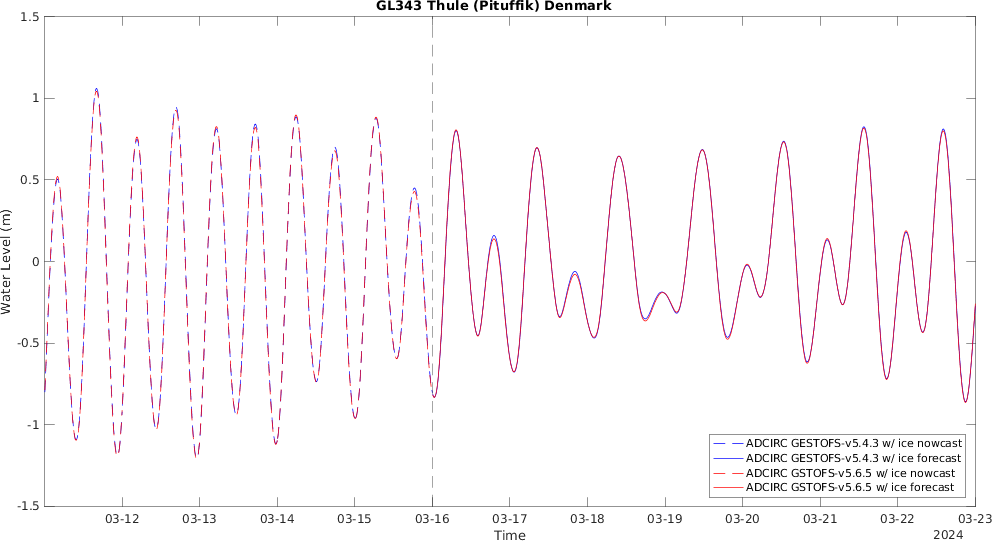 GL343 Thule (Pituffik) Denmark
1.5
1
0.5
0
-0.5
-1
-1.5
Water Level (m)
ADCIRC GESTOFS-v5.4.3 w/ ice nowcast
ADCIRC GESTOFS-v5.4.3 w/ ice forecast
ADCIRC GSTOFS-v5.6.5 w/ ice nowcast
ADCIRC GSTOFS-v5.6.5 w/ ice forecast
03-12 03-13 03-14 03-15 03-16 03-17 03-18 03-19 03-20 03-21 03-22 03-23
Time
2024